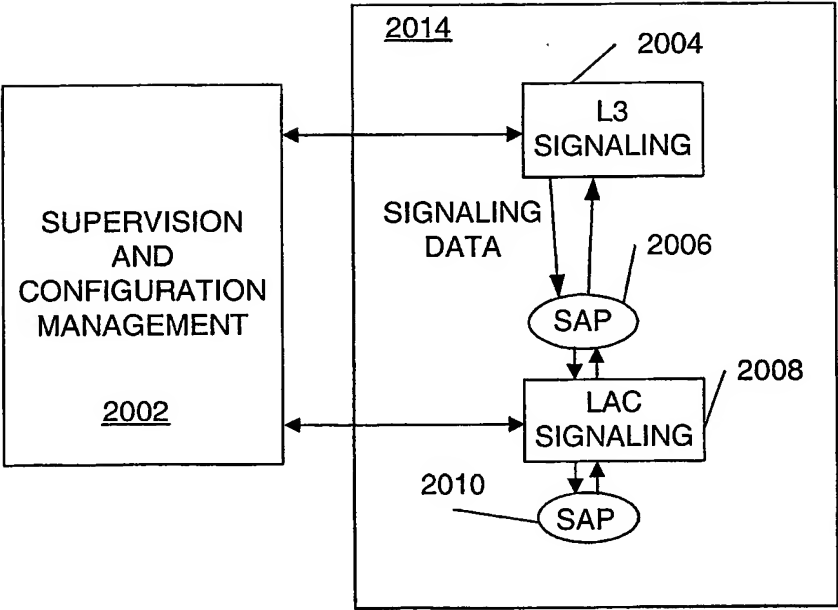 2014
2004
L3
SIGNALING
SIGNALING
DATA
2006
SAP
SUPERVISION
AND
CONFIGURATION
MANAGEMENT
2002
2008
LAC
SIGNALING
2010
SAP